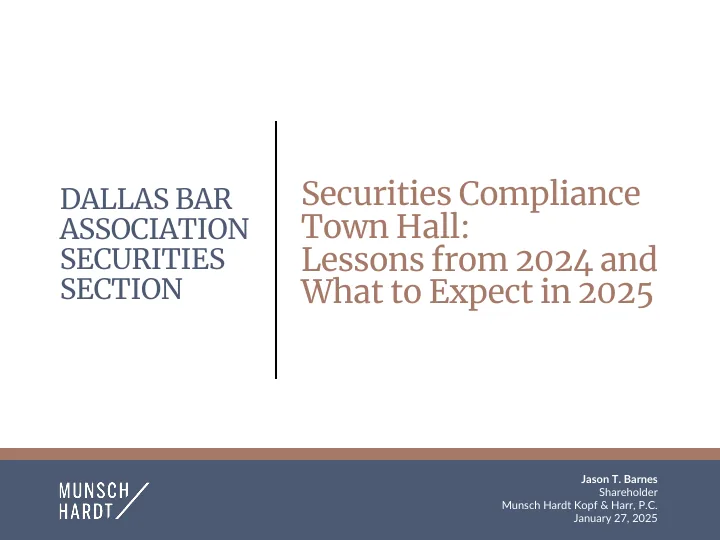 DALLAS BAR
ASSOCIATION
SECURITIES
SECTION
Securities Compliance
Town Hall:
Lessons from 2024 and
What to Expect in 2025
MUNSCH
HARDT
Jason T. Barnes
Shareholder
Munsch Hardt Kopf & Harr, P.C.
January 27, 2025